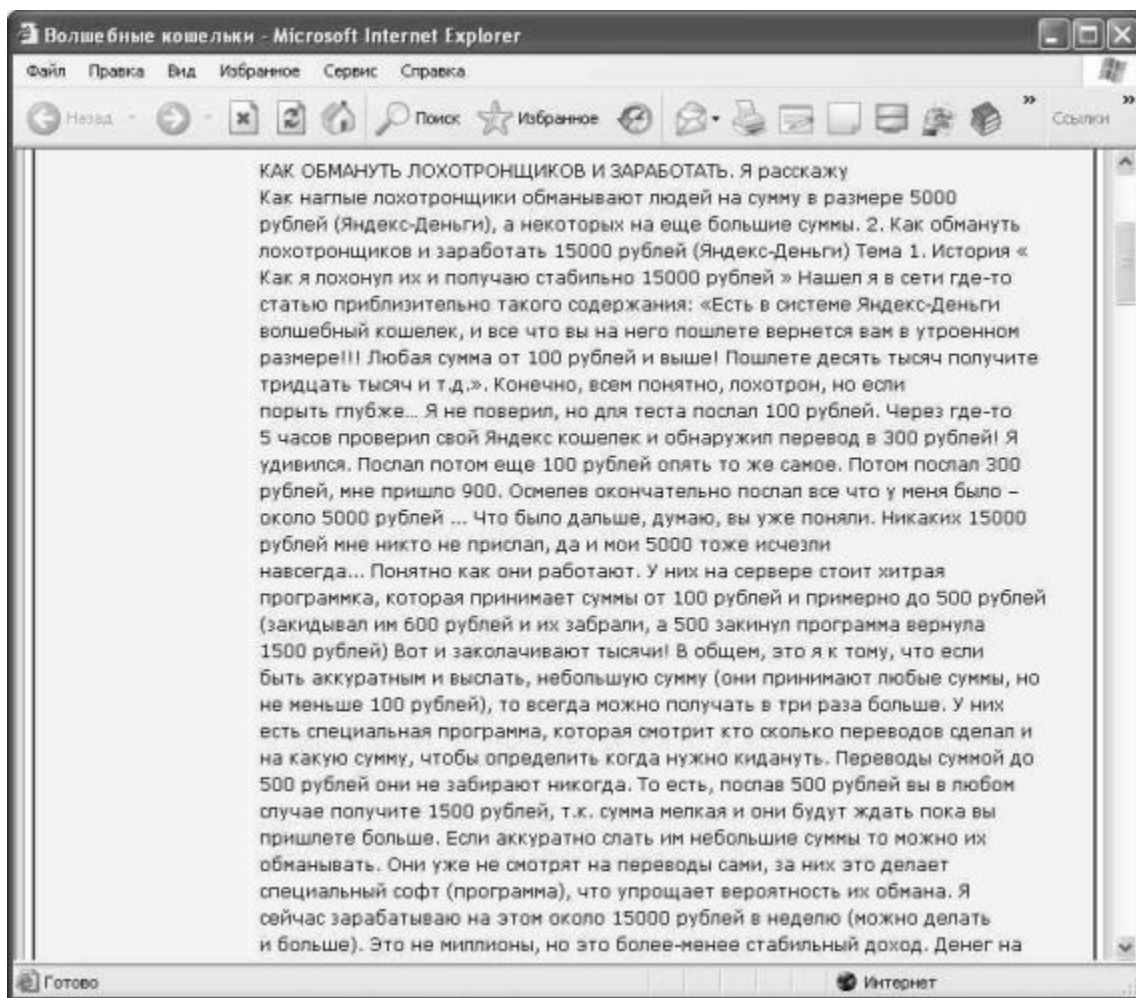 Волшебные кошельки - Microsoft Internet Explorer
Файл Правка Вид Избранное Сервис Справка
Назад Поиск Избранное » Ссылки »
КАК ОБМАНУТЬ ЛОХОТРОНЩИКОВ И ЗАРАБОТАТЬ. Я расскажу
Как наглые лохотронщики обманывают людей на сумму в размере 5000
рублей (Яндекс-Деньги), а некоторых на еще большие суммы. 2. Как обмануть
лохотронщиков и заработать 15000 рублей (Яндекс-Деньги) Тема 1. История «
Как я лохонул их и получаю стабильно 15000 рублей » Нашел я в сети где-то
статью приблизительно такого содержания: «Есть в системе Яндекс-Деньги
волшебный кошелек, и все что вы на него пошлете вернется вам в утроенном
размере!!! Любая сумма от 100 рублей и выше! Пошлете десять тысяч получите
тридцать тысяч и т.д.». Конечно, всем понятно, лохотрон, но если
порыть глубже... Я не поверил, но для теста послал 100 рублей. Через где-то
5 часов проверил свой Яндекс кошелек и обнаружил перевод в 300 рублей! Я
удивился. Послал потом еще 100 рублей опять то же самое. Потом послал 300
рублей, мне пришло 900. Осмелев окончательно послал все что у меня было –
около 5000 рублей ... Что было дальше, думаю, вы уже поняли. Никаких 15000
рублей мне никто не прислал, да и мои 5000 тоже исчезли
навсегда... Понятно как они работают. У них на сервере стоит хитрая
программка, которая принимает суммы от 100 рублей и примерно до 500 рублей
(закидывал им 600 рублей и их забрали, а 500 закинул программа вернула
1500 рублей) Вот и заколачивают тысячи! В общем, это я к тому, что если
быть аккуратным и выслать, небольшую сумму (они принимают любые суммы, но
не меньше 100 рублей), то всегда можно получать в три раза больше. У них
есть специальная программа, которая смотрит кто сколько переводов сделал и
на какую сумму, чтобы определить когда нужно кидануть. Переводы суммой до
500 рублей они не забирают никогда. То есть, послав 500 рублей вы в любом
случае получите 1500 рублей, т.к. сумма мелкая и они будут ждать пока вы
пришлете больше. Если аккуратно слать им небольшие суммы то можно их
обманывать. Они уже не смотрят на переводы сами, за них это делает
специальный софт (программа), что упрощает вероятность их обмана. Я
сейчас зарабатываю на этом около 15000 рублей в неделю (можно делать
и больше). Это не миллионы, но это более-менее стабильный доход. Денег на
Готово Интернет